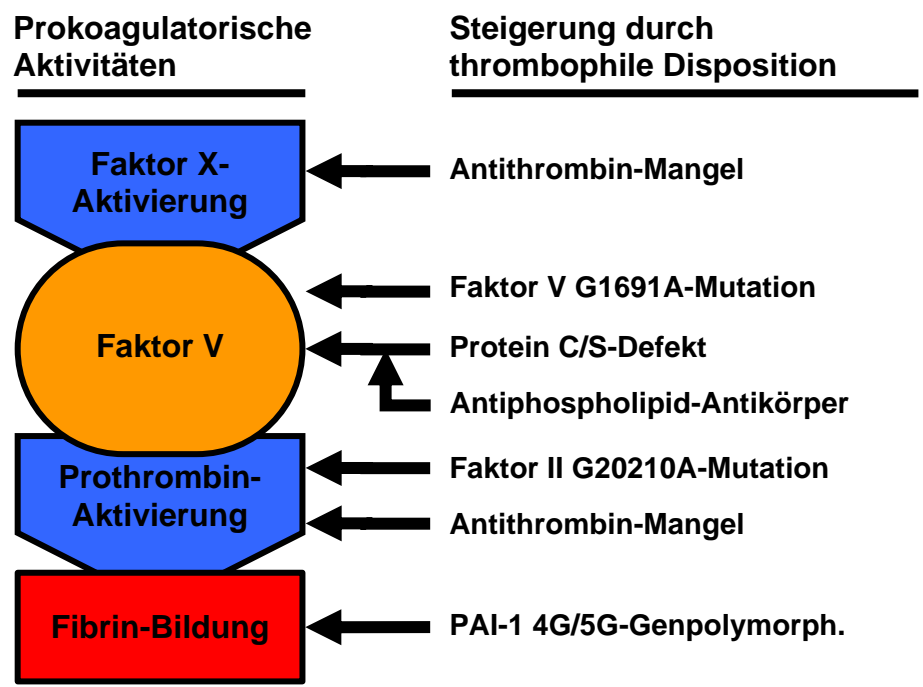 Prokoagulatorische
Aktivitäten
Steigerung durch
thrombophile Disposition
Faktor X-
Aktivierung
Antithrombin-Mangel
Faktor V G1691A-Mutation
Faktor V
Protein C/S-Defekt
Antiphospholipid-Antikörper
Prothrombin-
Aktivierung
Faktor II G20210A-Mutation
Antithrombin-Mangel
Fibrin-Bildung
PAI-1 4G/5G-Genpolymorph.